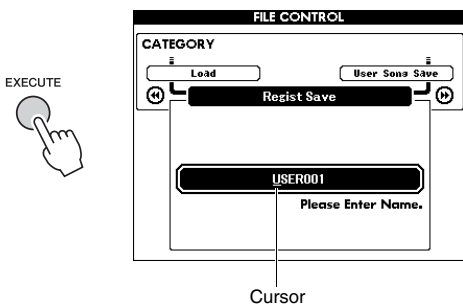 FILE CONTROL
CATEGORY
Load
User Song Save
Regist Save
EXECUTE
USER001
Please Enter Name.
Cursor